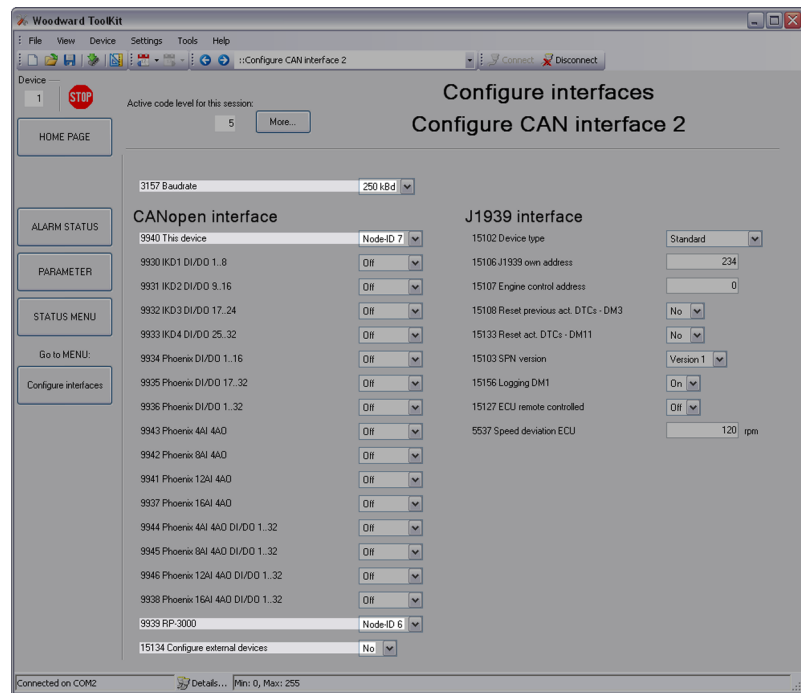 Woodward ToolKit
File View Device Settings Tools Help
::Configure CAN interface 2 Connect Disconnect
Device
1 STOP
Active code level for this session:
5 More...
Configure interfaces
Configure CAN interface 2
HOME PAGE
ALARM STATUS
PARAMETER
STATUS MENU
Go to MENU:
Configure interfaces
3157 Baudrate 250 kBd
CANopen interface
9940 This device Node-ID 7
9930 IKD1 DI/DO 1..8 Off
9931 IKD2 DI/DO 9..16 Off
9932 IKD3 DI/DO 17..24 Off
9933 IKD4 DI/DO 25..32 Off
9934 Phoenix DI/DO 1..16 Off
9935 Phoenix DI/DO 17..32 Off
9936 Phoenix DI/DO 1..32 Off
9943 Phoenix 4AI 4AO Off
9942 Phoenix 8AI 4AO Off
9941 Phoenix 12AI 4AO Off
9937 Phoenix 16AI 4AO Off
9944 Phoenix 4AI 4AO DI/DO 1..32 Off
9945 Phoenix 8AI 4AO DI/DO 1..32 Off
9946 Phoenix 12AI 4AO DI/DO 1..32 Off
9938 Phoenix 16AI 4AO DI/DO 1..32 Off
9939 RP-3000 Node-ID 6
15134 Configure external devices No
J1939 interface
15102 Device type Standard
15106 J1939 own address 234
15107 Engine control address 0
15108 Reset previous act. DTCs - DM3 No
15133 Reset act. DTCs - DM11 No
15103 SPN version Version 1
15156 Logging DM1 On
15127 ECU remote controlled Off
5537 Speed deviation ECU 120 rpm
Connected on COM2 Details... Min: 0, Max: 255